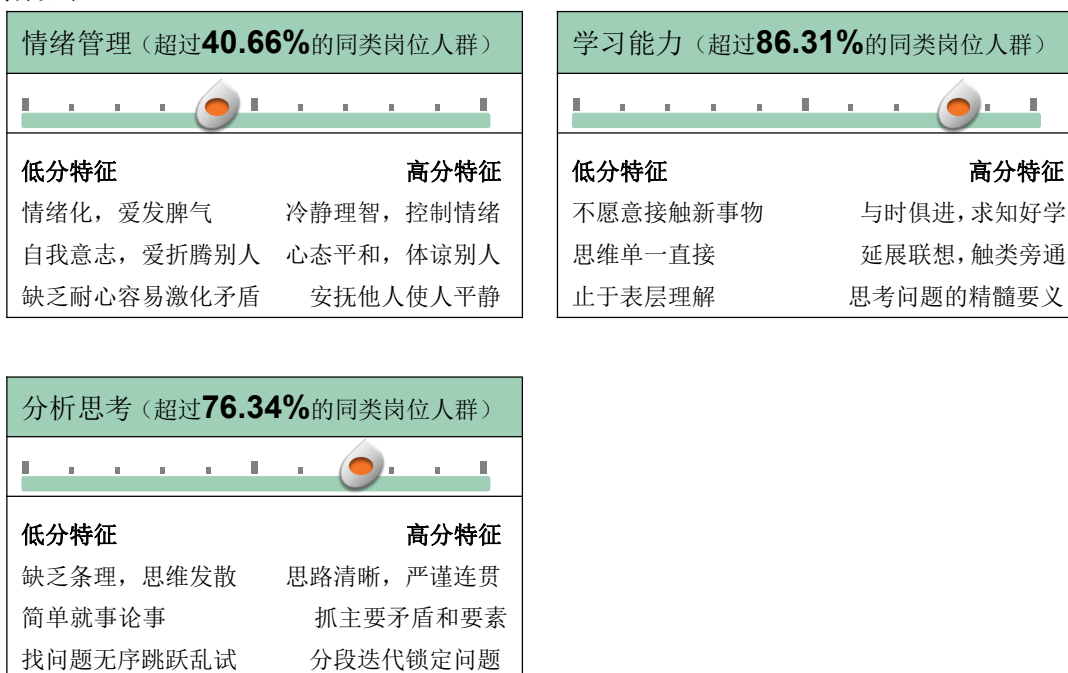 情绪管理（超过40.66%的同类岗位人群）
低分特征 高分特征
情绪化，爱发脾气 冷静理智，控制情绪
自我意志，爱折腾别人 心态平和，体谅别人
缺乏耐心容易激化矛盾 安抚他人使人平静
学习能力（超过86.31%的同类岗位人群）
低分特征 高分特征
不愿意接触新事物 与时俱进，求知好学
思维单一直接 延展联想，触类旁通
止于表层理解 思考问题的精髓要义
分析思考（超过76.34%的同类岗位人群）
低分特征 高分特征
缺乏条理，思维发散 思路清晰，严谨连贯
简单就事论事 抓主要矛盾和要素
找问题无序跳跃乱试 分段迭代锁定问题